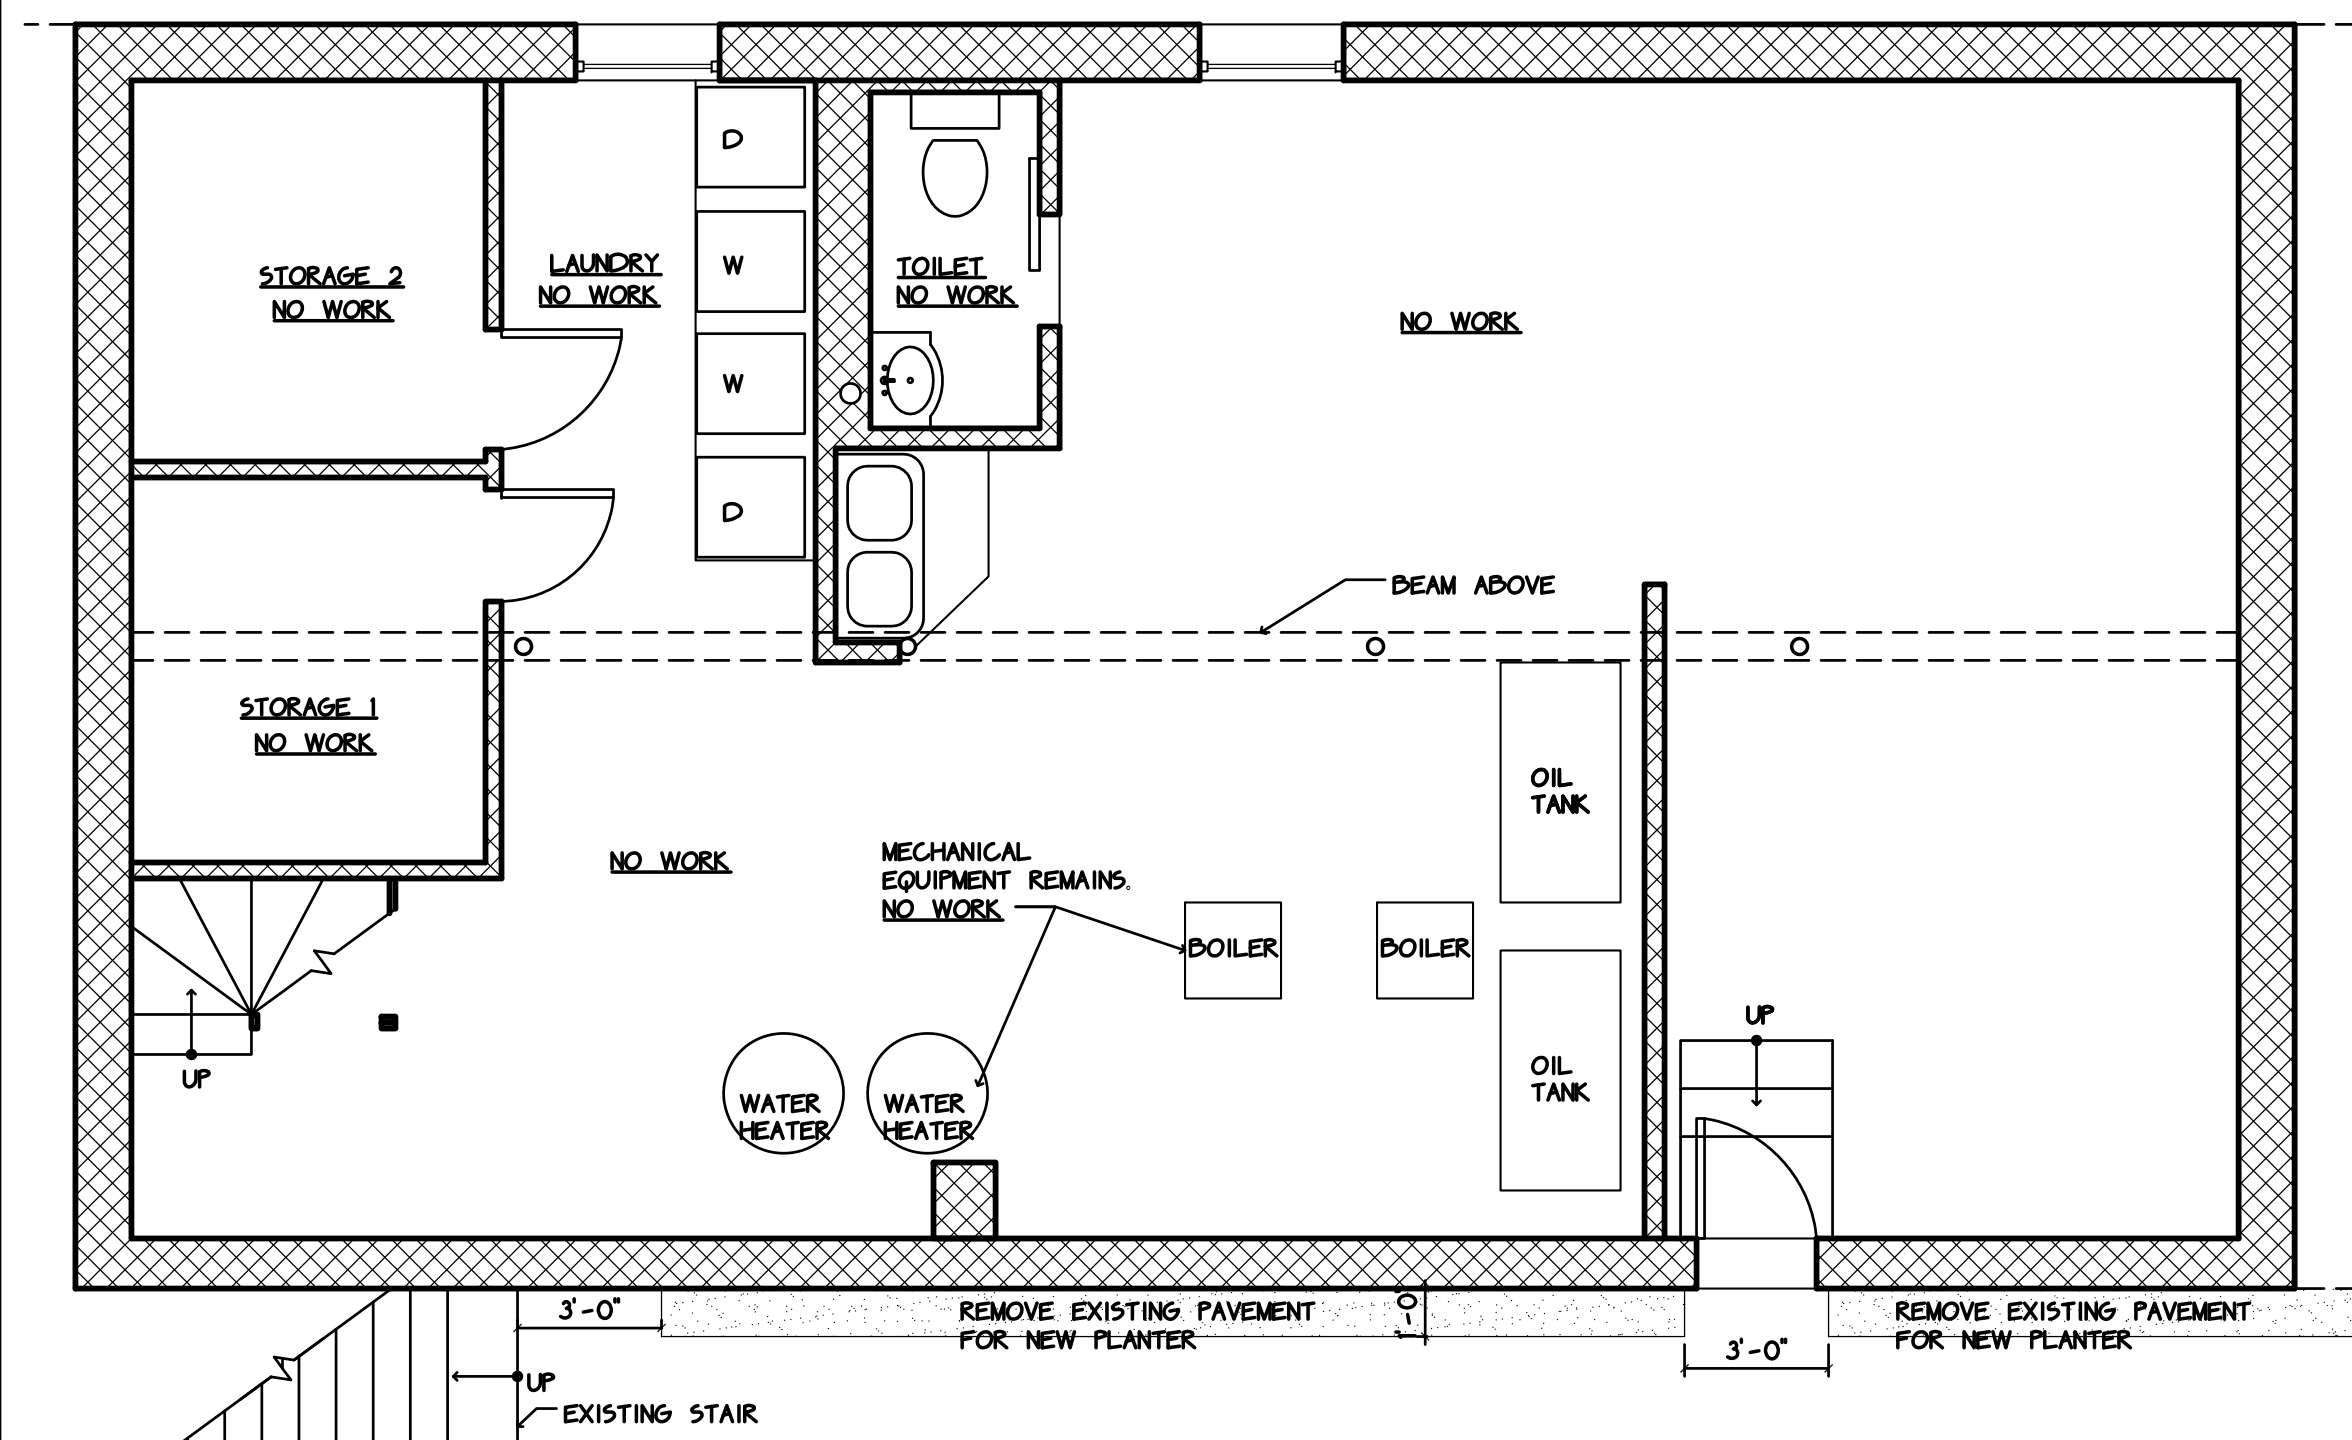 D
W
W
D
STORAGE 2
NO WORK
LAUNDRY
NO WORK
TOILET
NO WORK
NO WORK
BEAM ABOVE
STORAGE 1
NO WORK
OIL
TANK
NO WORK
MECHANICAL
EQUIPMENT REMAINS.
NO WORK
BOILER
BOILER
UP
OIL
TANK
UP
WATER
HEATER
WATER
HEATER
3'-0"
REMOVE EXISTING PAVEMENT
FOR NEW PLANTER
1'-0"
REMOVE EXISTING PAVEMENT
FOR NEW PLANTER
3'-0"
UP
EXISTING STAIR